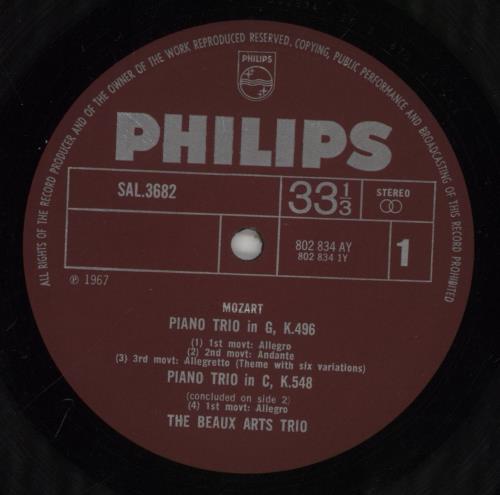 ALL RIGHTS OF THE RECORD PRODUCER AND OF THE OWNER OF THE WORK REPRODUCED RESERVED. COPYING, PUBLIC PERFORMANCE AND BROADCASTING OF THIS RECORD PROHIBITED
PHILIPS
PHILIPS
SAL.3682
33 1/3
STEREO
802 834 AY
802 834 1Y
1
℗ 1967
MOZART
PIANO TRIO in G, K.496
(1) 1st movt: Allegro
(2) 2nd movt: Andante
(3) 3rd movt: Allegretto (Theme with six variations)
PIANO TRIO in C, K.548
(concluded on side 2)
(4) 1st movt: Allegro
THE BEAUX ARTS TRIO